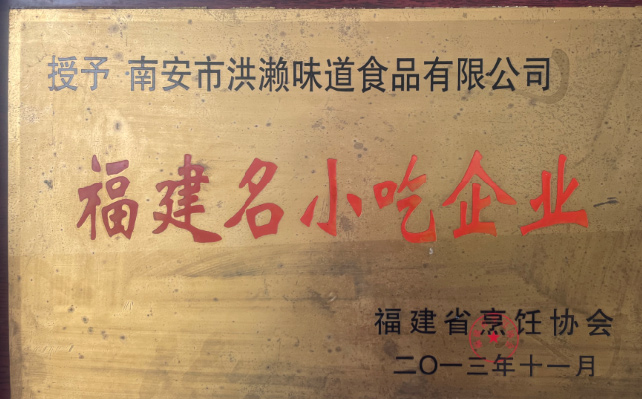 授予 南安市洪濑味道食品有限公司
福建名小吃企业
福建省烹饪协会
二〇一三年十一月